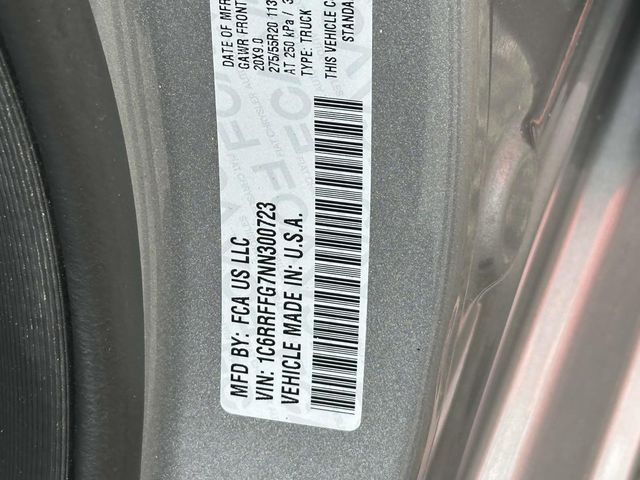 DATE OF MFR
GAWR FRONT
20X9.0
275/55R20 113
AT 250 kPa / 3
TYPE: TRUCK
THIS VEHICLE C
STANDA
MFD BY: FCA US LLC
VIN: 1C6RRFFG7NN300723
VEHICLE MADE IN: U.S.A.